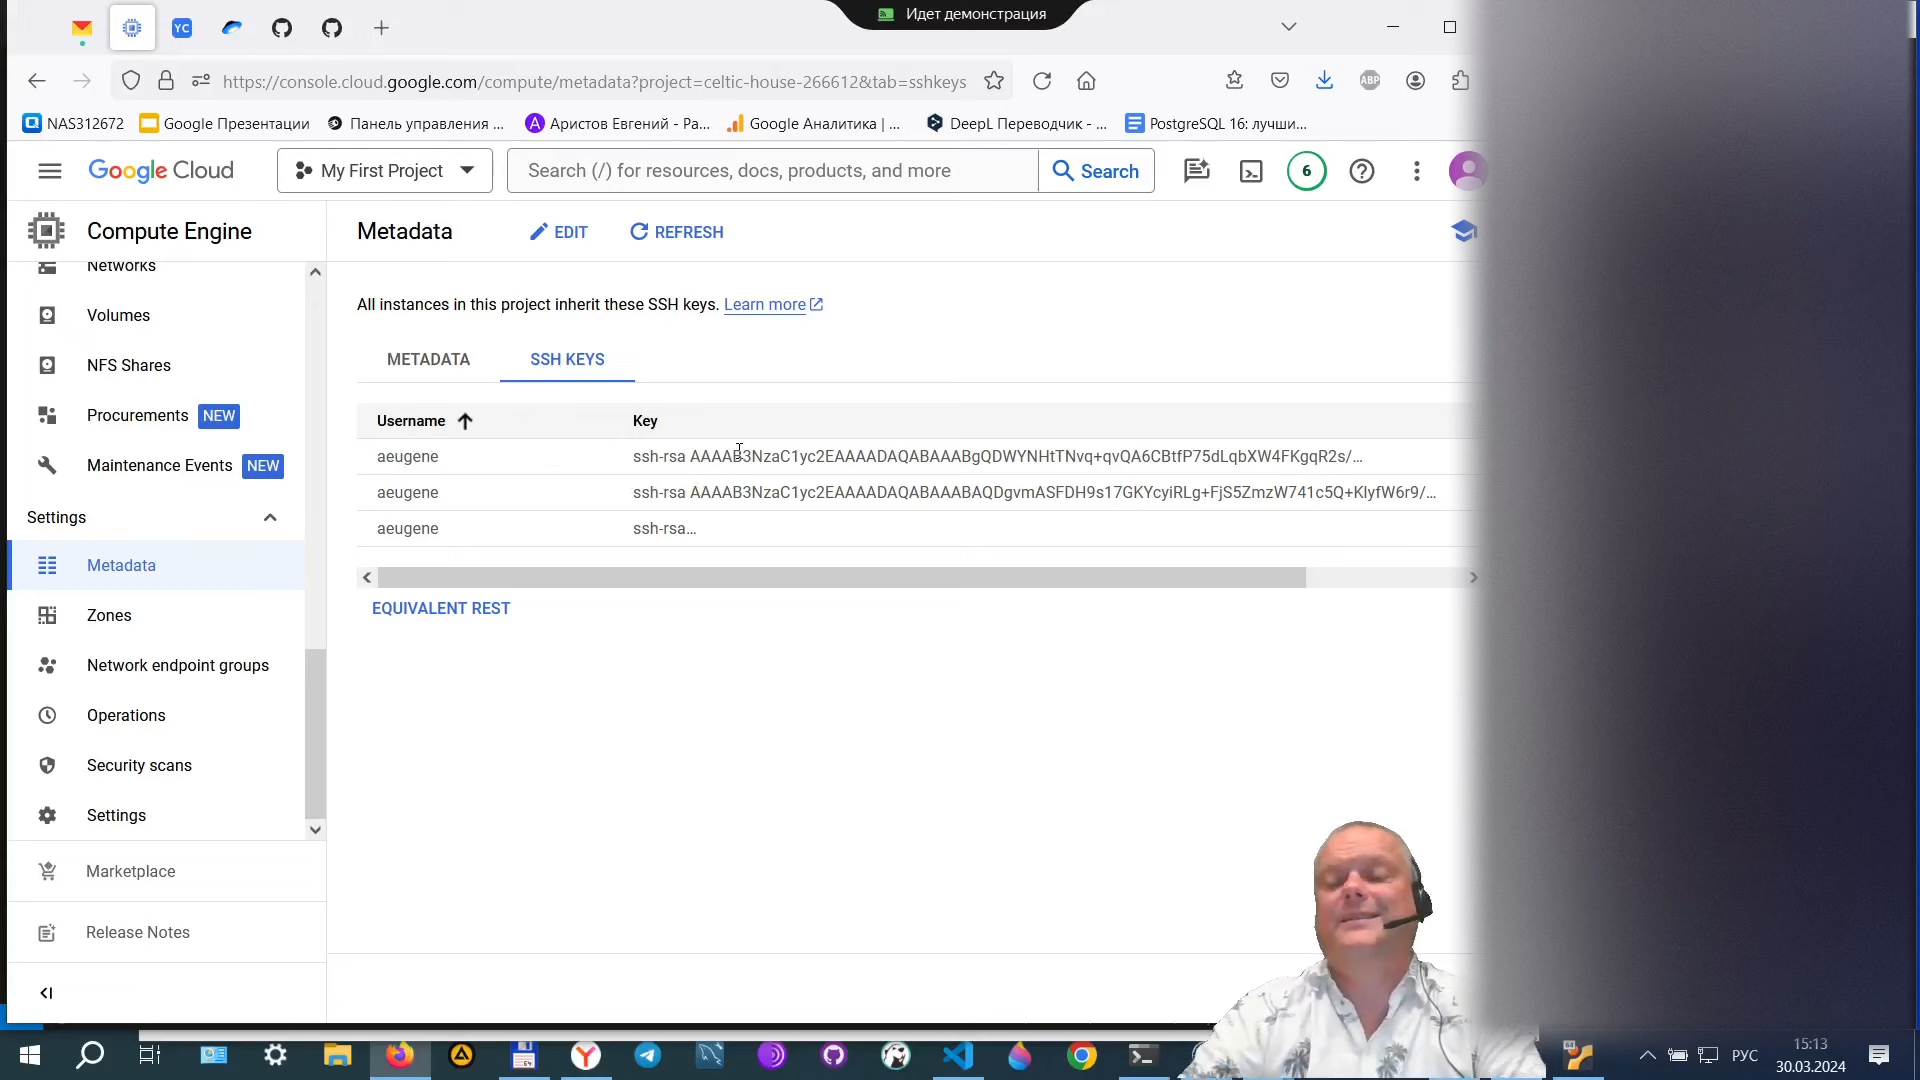 Идет демонстрация
YC
https://console.cloud.google.com/compute/metadata?project=celtic-house-266612&tab=sshkeys
ABP
NAS312672 Google Презентации Панель управления ... Аристов Евгений - Ра... Google Аналитика | ... DeepL Переводчик - ... PostgreSQL 16: лучши...
Google Cloud My First Project Search (/) for resources, docs, products, and more Search 6
Compute Engine
Metadata EDIT REFRESH
Networks
Volumes
NFS Shares
Procurements NEW
Maintenance Events NEW
Settings
Metadata
Zones
Network endpoint groups
Operations
Security scans
Settings
Marketplace
Release Notes
All instances in this project inherit these SSH keys. Learn more
METADATA SSH KEYS
Username Key
aeugene ssh-rsa AAAAB3NzaC1yc2EAAAADAQABAAABgQDWYNHtTNvq+qvQA6CBtfP75dLqbXW4FKgqR2s/...
aeugene ssh-rsa AAAAB3NzaC1yc2EAAAADAQABAAABAQDgvmASFDH9s17GKYcyiRLg+FjS5ZmzW741c5Q+KlyfW6r9/...
aeugene ssh-rsa...
EQUIVALENT REST
РУС
15:13
30.03.2024